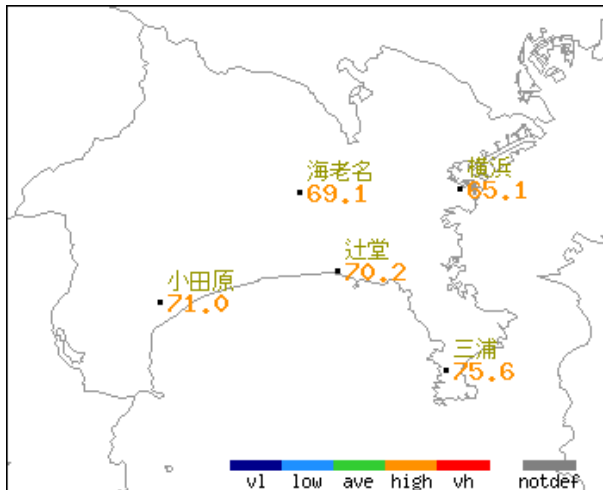 海老名
69.1
横浜
65.1
辻堂
70.2
小田原
71.0
三浦
75.6
vl low ave high vh notdef